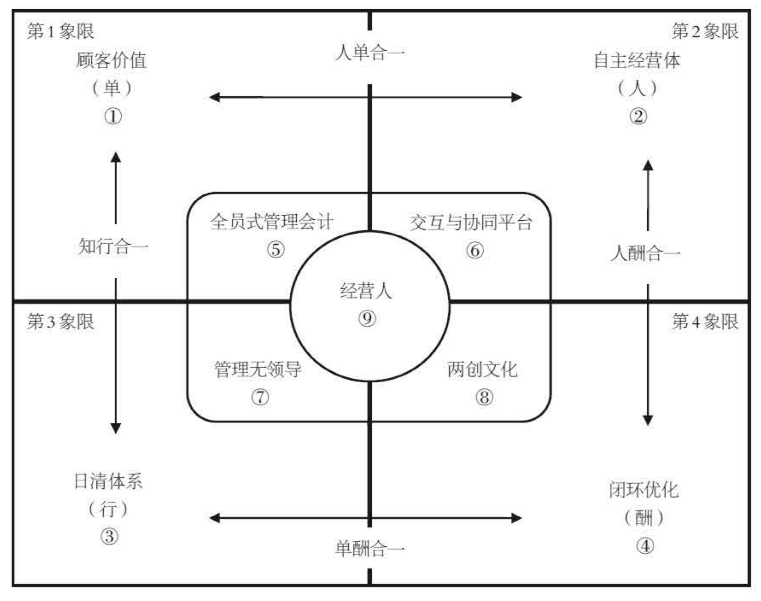 第1象限
顾客价值
（单）
①
人单合一
第2象限
自主经营体
（人）
②
知行合一
全员式管理会计
⑤
交互与协同平台
⑥
人酬合一
经营人
⑨
第3象限
管理无领导
⑦
两创文化
⑧
第4象限
日清体系
（行）
③
单酬合一
闭环优化
（酬）
④